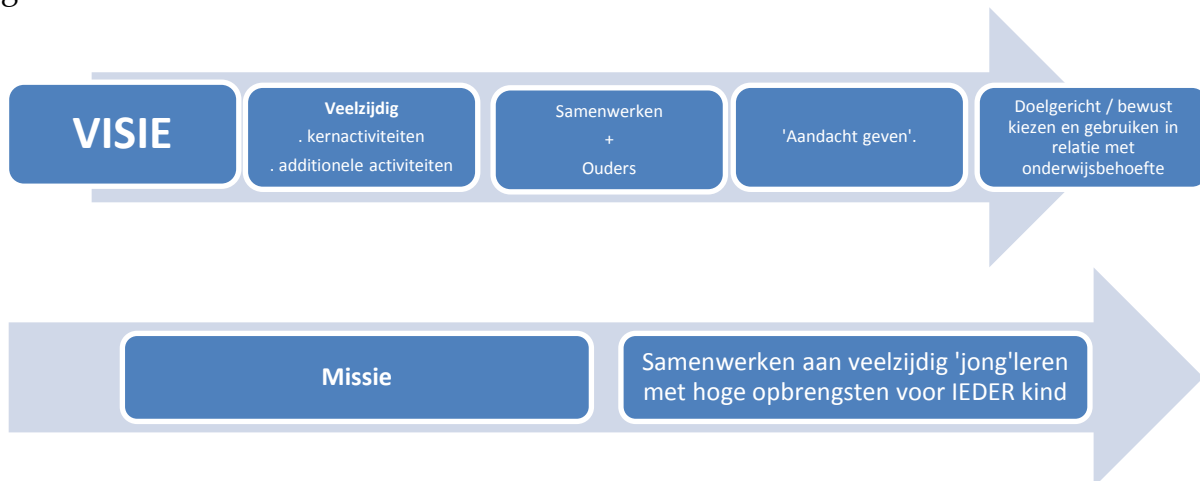 g
VISIE
Veelzijdig
. kernactiviteiten
. additionele activiteiten
Samenwerken
+
Ouders
'Aandacht geven'.
Doelgericht / bewust
kiezen en gebruiken in
relatie met
onderwijsbehoefte
Missie
Samenwerken aan veelzijdig 'jong'leren
met hoge opbrengsten voor IEDER kind